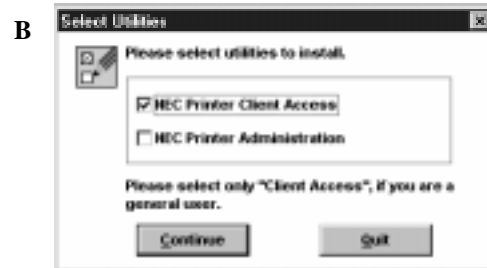 B
Select Utilities
Please select utilities to install.
NEC Printer Client Access
NEC Printer Administration
Please select only "Client Access", if you are a
general user.
Continue
Quit